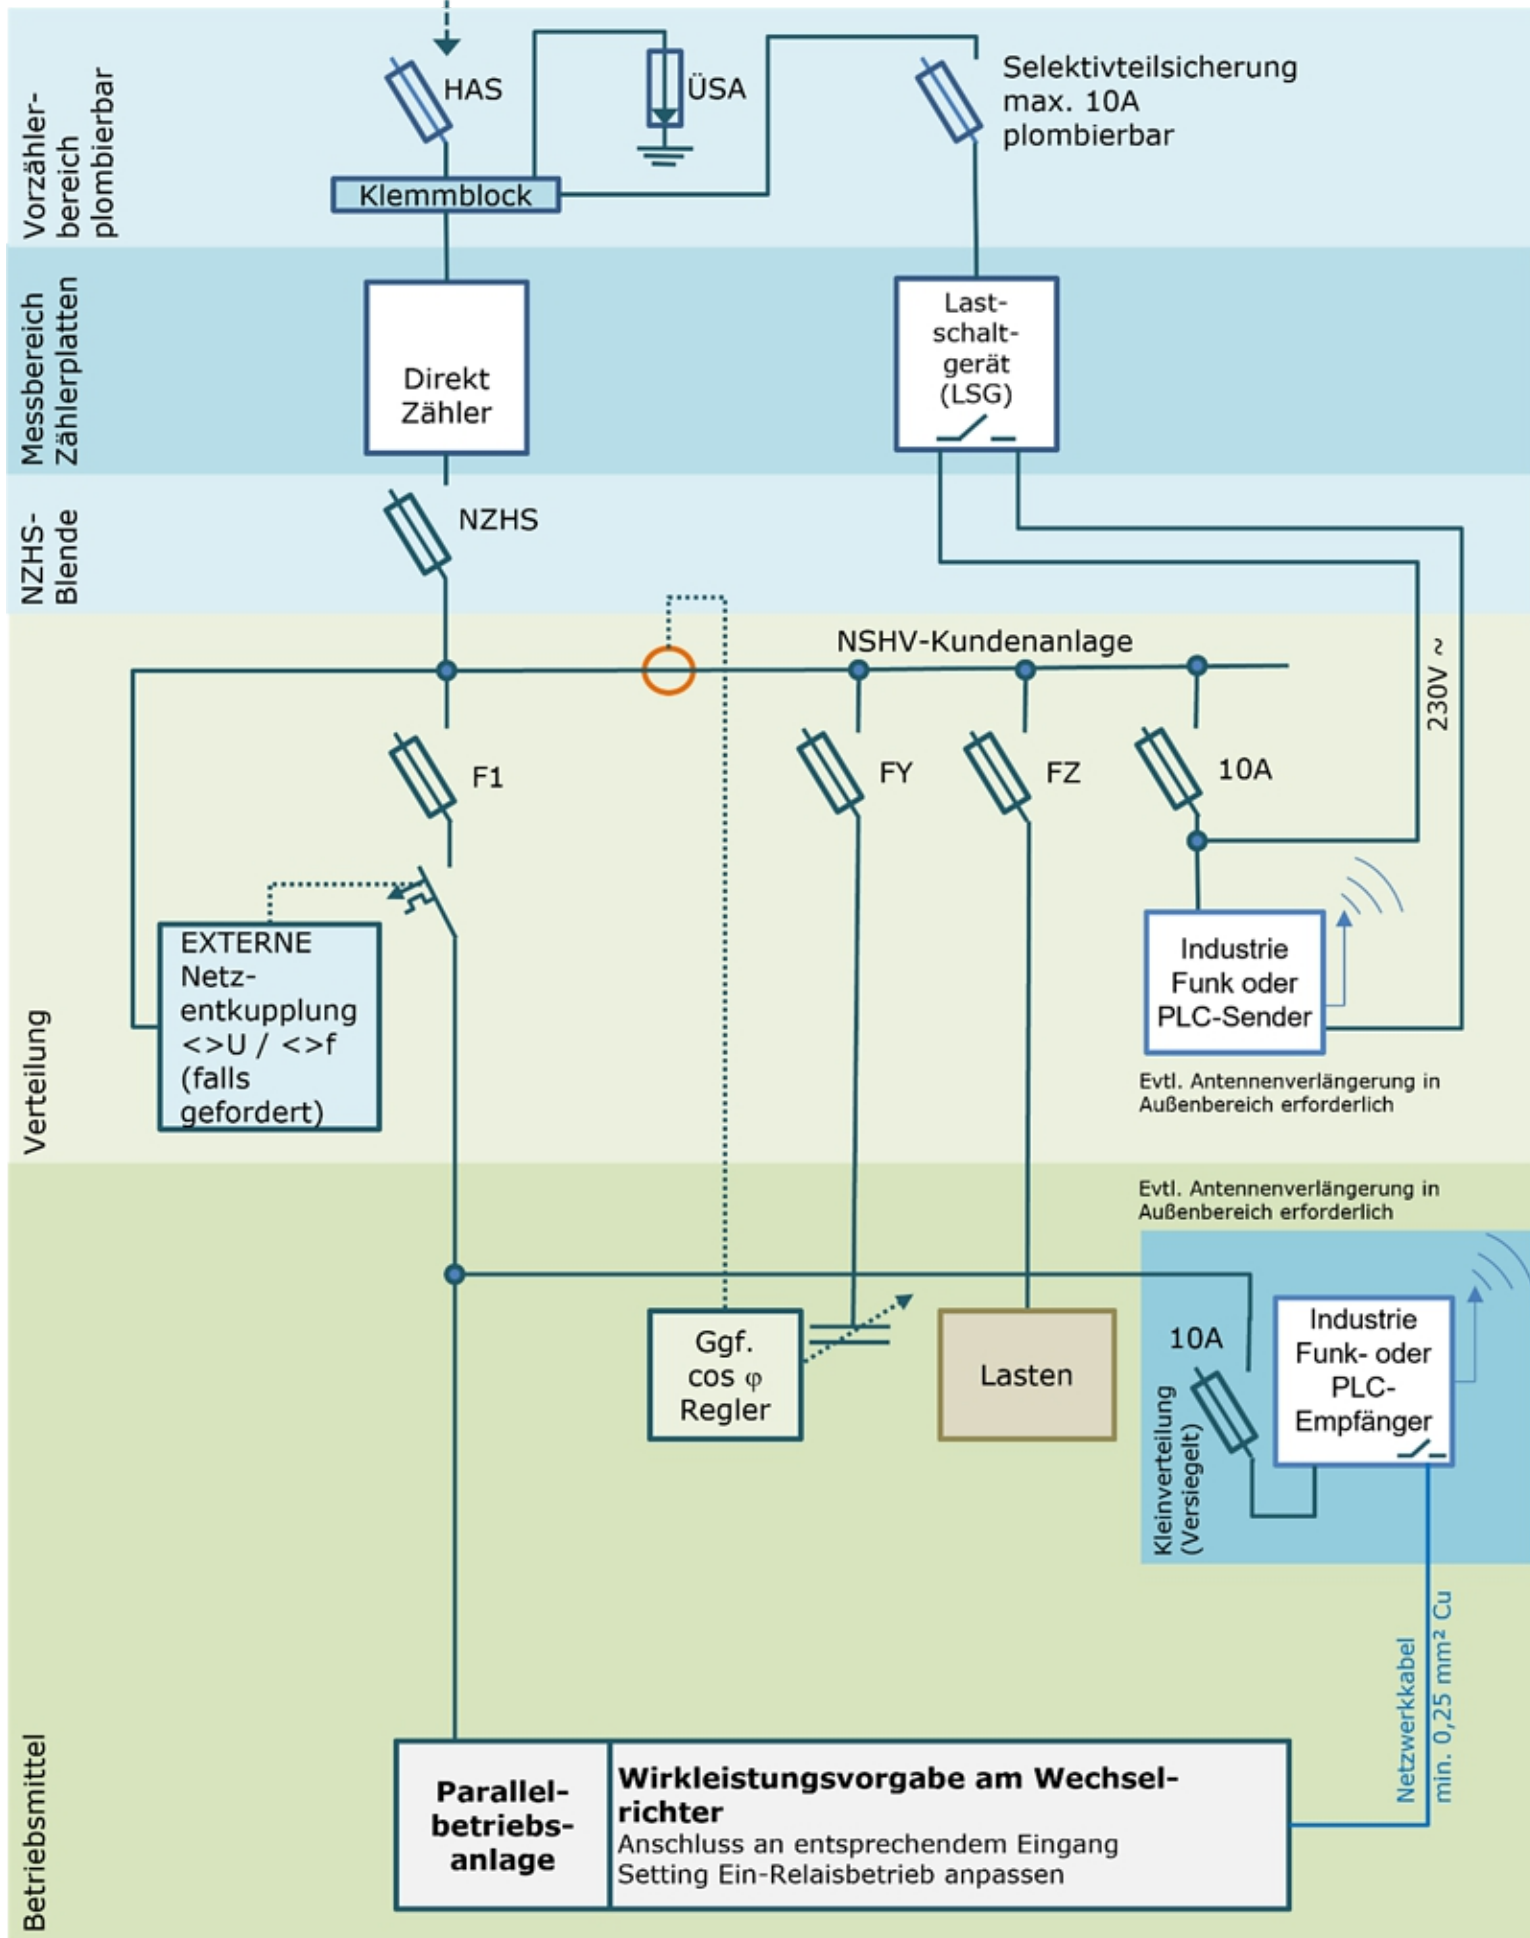 Vorzähler-
bereich
plombierbar
HAS
ÜSA
Selektivteilsicherung
max. 10A
plombierbar
Klemmblock
Messbereich
Zählerplatten
Direkt
Zähler
Last-
schalt-
gerät
(LSG)
NZHS-
Blende
NZHS
NSHV-Kundenanlage
230V ~
F1
FY
FZ
10A
Verteilung
EXTERNE
Netz-
entkupplung
<>U / <>f
(falls
gefordert)
Industrie
Funk oder
PLC-Sender
Evtl. Antennenverlängerung in
Außenbereich erforderlich
Evtl. Antennenverlängerung in
Außenbereich erforderlich
Betriebsmittel
Ggf.
cos φ
Regler
Lasten
10A
Kleinverteilung
(Versiegelt)
Industrie
Funk- oder
PLC-
Empfänger
Netzwerkkabel
min. 0,25 mm² Cu
Parallel-
betriebs-
anlage
Wirkleistungsvorgabe am Wechsel-
richter
Anschluss an entsprechendem Eingang
Setting Ein-Relaisbetrieb anpassen